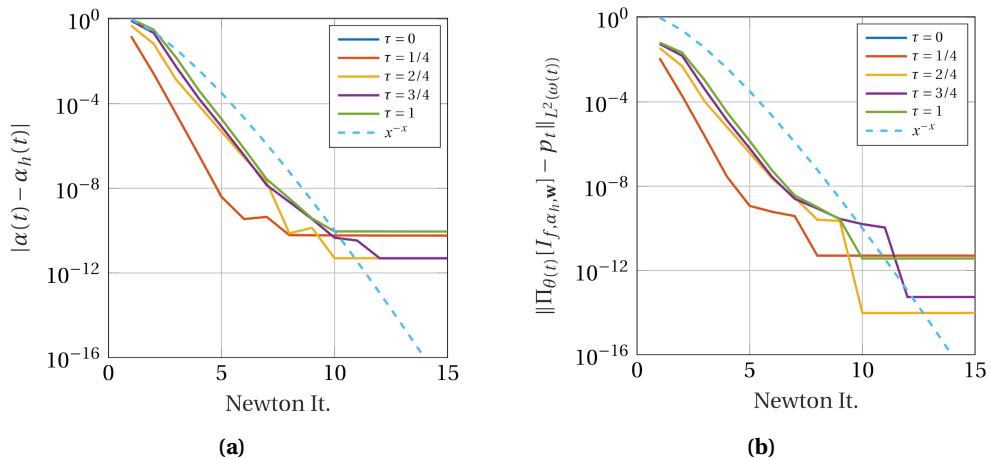 10^0
10^−4
10^−8
10^−12
10^−16
|α(t) − α_h(t)|
0 5 10 15
Newton It.
τ = 0
τ = 1/4
τ = 2/4
τ = 3/4
τ = 1
x^−x
(a)
10^0
10^−4
10^−8
10^−12
10^−16
‖Π_θ(t)[I_f,α_h,w] − p_t‖_L²(ω(t))
0 5 10 15
Newton It.
τ = 0
τ = 1/4
τ = 2/4
τ = 3/4
τ = 1
x^−x
(b)